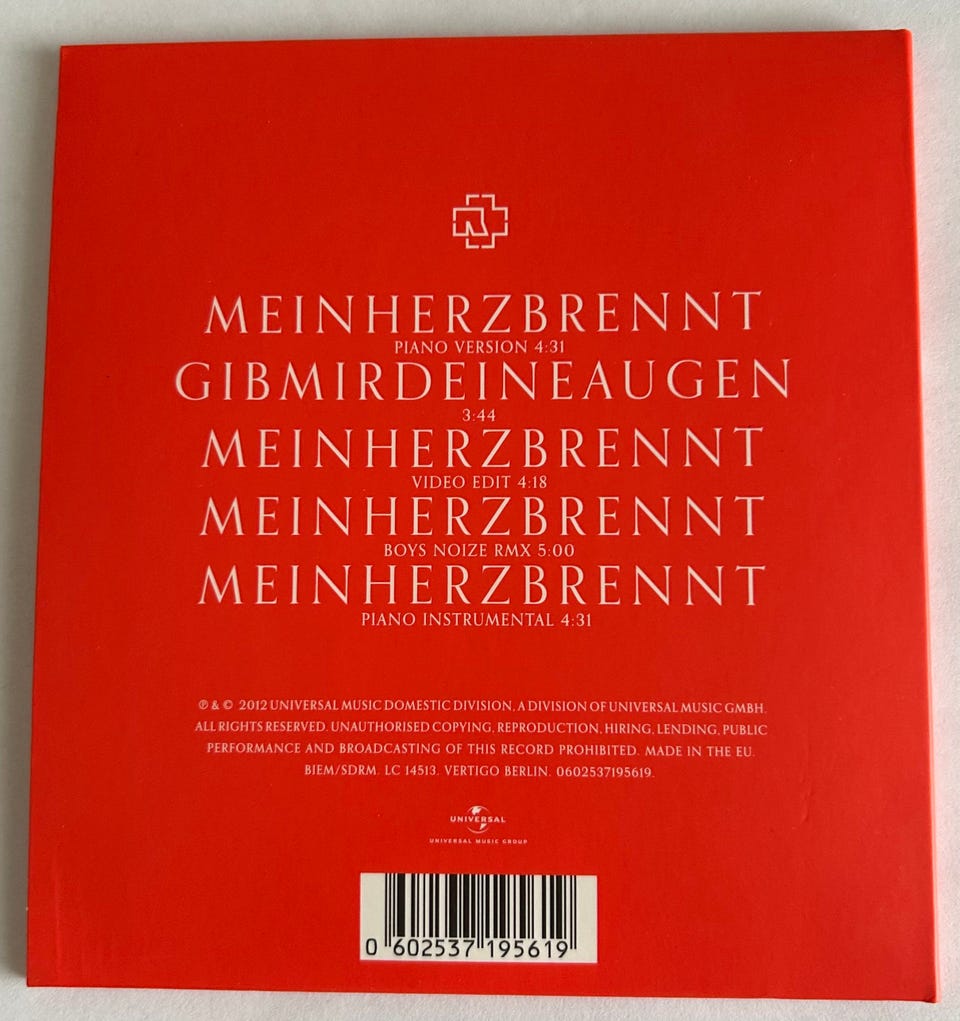 MEINHERZBRENNT
PIANO VERSION 4:31
GIBMIRDEINEAUGEN
3:44
MEINHERZBRENNT
VIDEO EDIT 4:18
MEINHERZBRENNT
BOYS NOIZE RMX 5:00
MEINHERZBRENNT
PIANO INSTRUMENTAL 4:31
℗ & © 2012 UNIVERSAL MUSIC DOMESTIC DIVISION, A DIVISION OF UNIVERSAL MUSIC GMBH.
ALL RIGHTS RESERVED. UNAUTHORISED COPYING, REPRODUCTION, HIRING, LENDING, PUBLIC
PERFORMANCE AND BROADCASTING OF THIS RECORD PROHIBITED. MADE IN THE EU.
BIEM/SDRM. LC 14513. VERTIGO BERLIN. 0602537195619.
UNIVERSAL
UNIVERSAL MUSIC GROUP
0 602537 195619